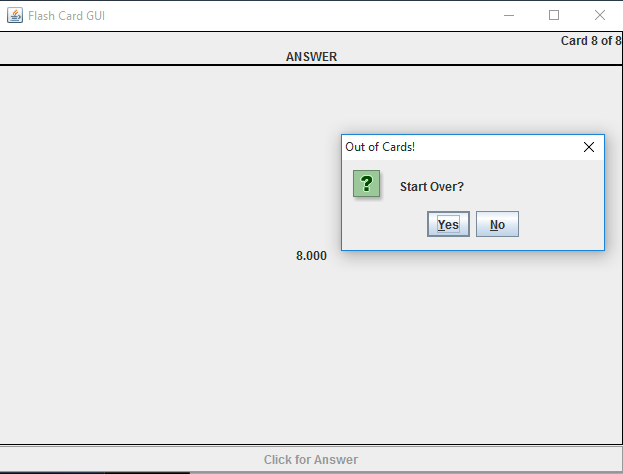 Flash Card GUI
Card 8 of 8
ANSWER
Out of Cards!
?
Start Over?
Yes No
8.000
Click for Answer